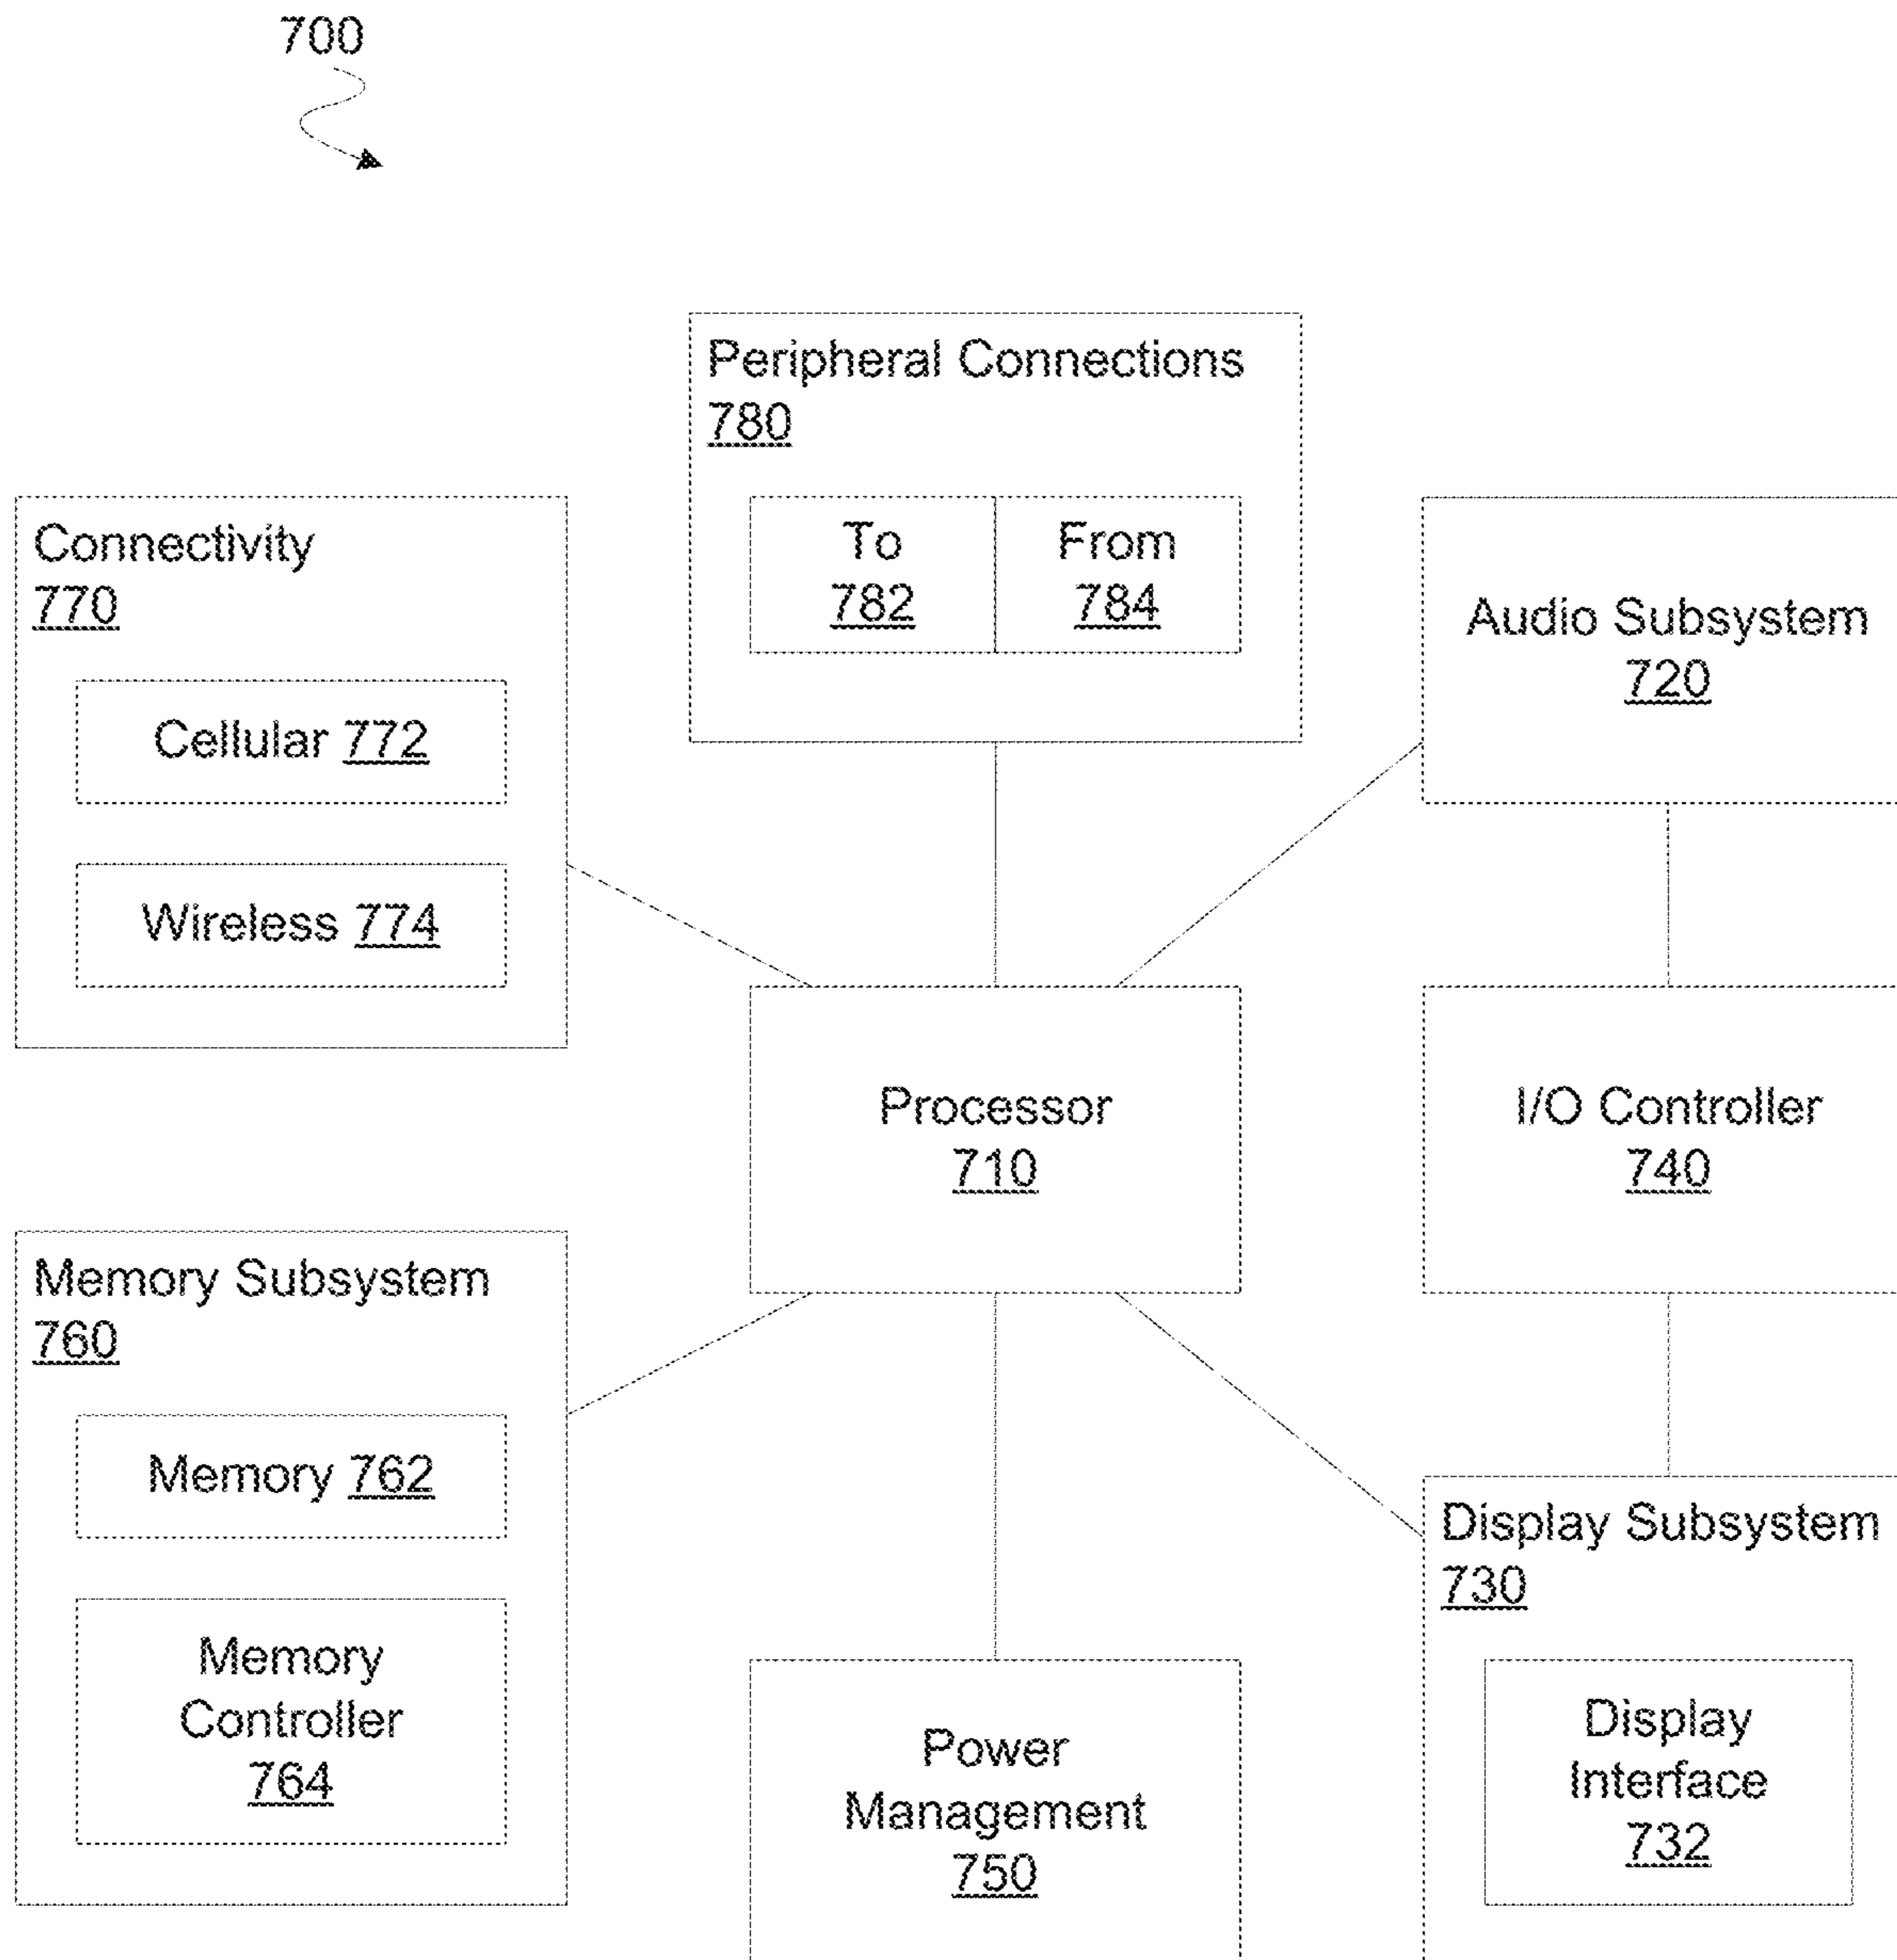 700
Peripheral Connections
780
To
782
From
784
Connectivity
770
Cellular 772
Wireless 774
Audio Subsystem
720
Processor
710
I/O Controller
740
Memory Subsystem
760
Memory 762
Memory
Controller
764
Power
Management
750
Display Subsystem
730
Display
Interface
732